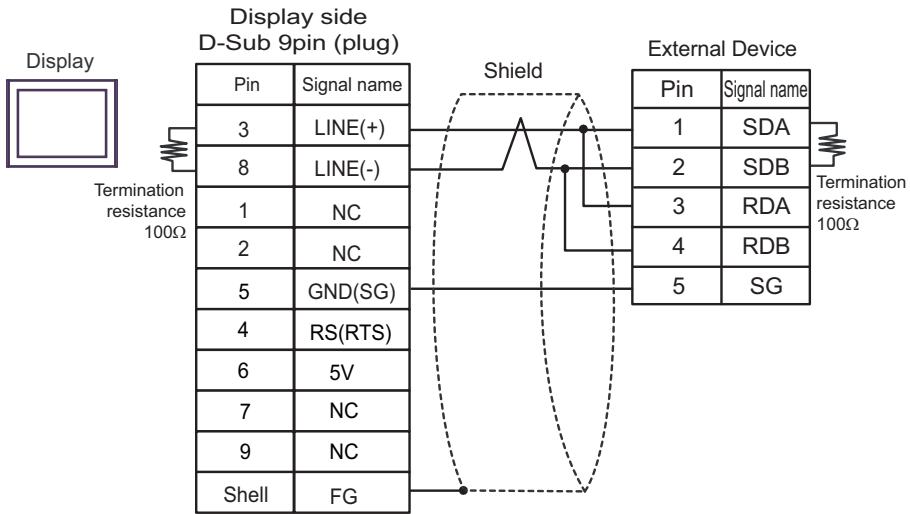 Display side
D-Sub 9pin (plug)
Display
Shield
External Device
Pin Signal name
3 LINE(+)
8 LINE(-)
1 NC
2 NC
5 GND(SG)
4 RS(RTS)
6 5V
7 NC
9 NC
Shell FG
Termination
resistance
100Ω
Pin Signal name
1 SDA
2 SDB
3 RDA
4 RDB
5 SG
Termination
resistance
100Ω